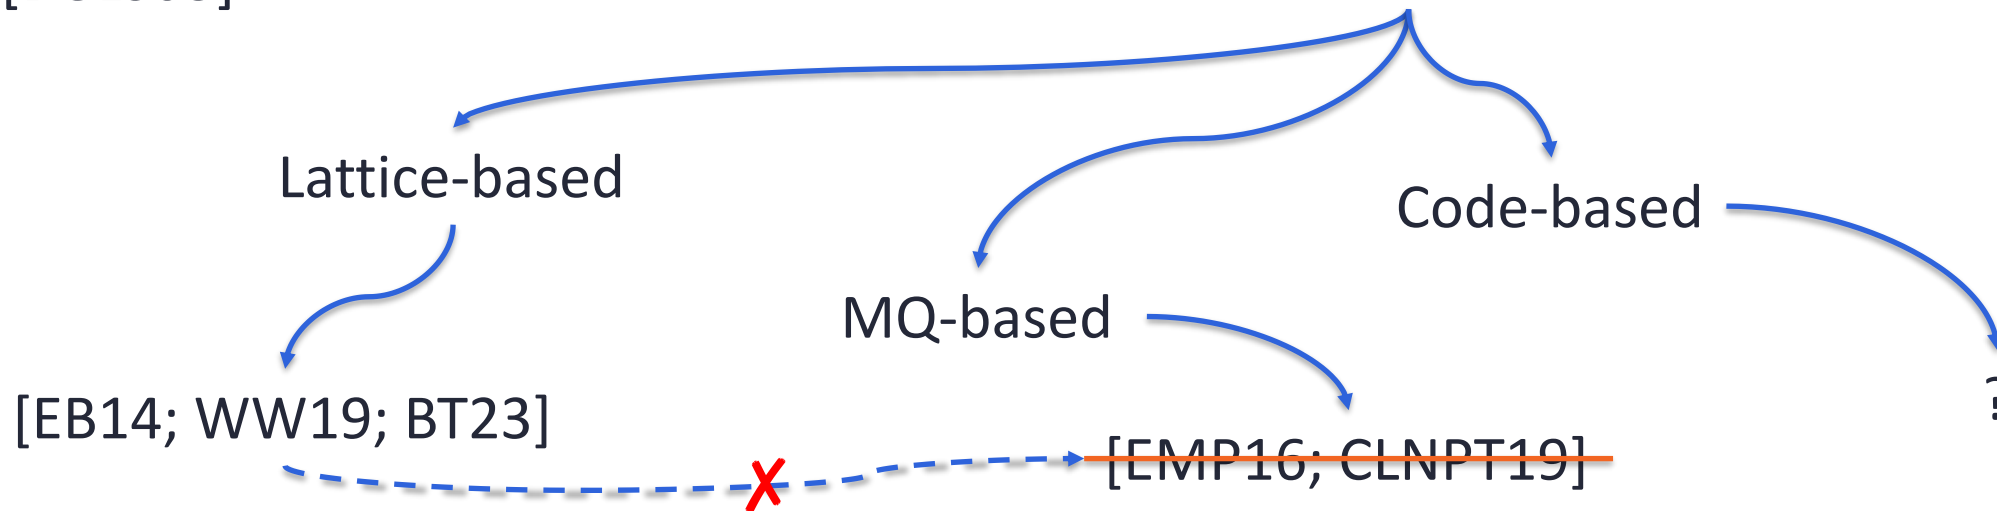 Lattice-based
Code-based
MQ-based
[EB14; WW19; BT23]
?
[EMP16; CLNPT19]